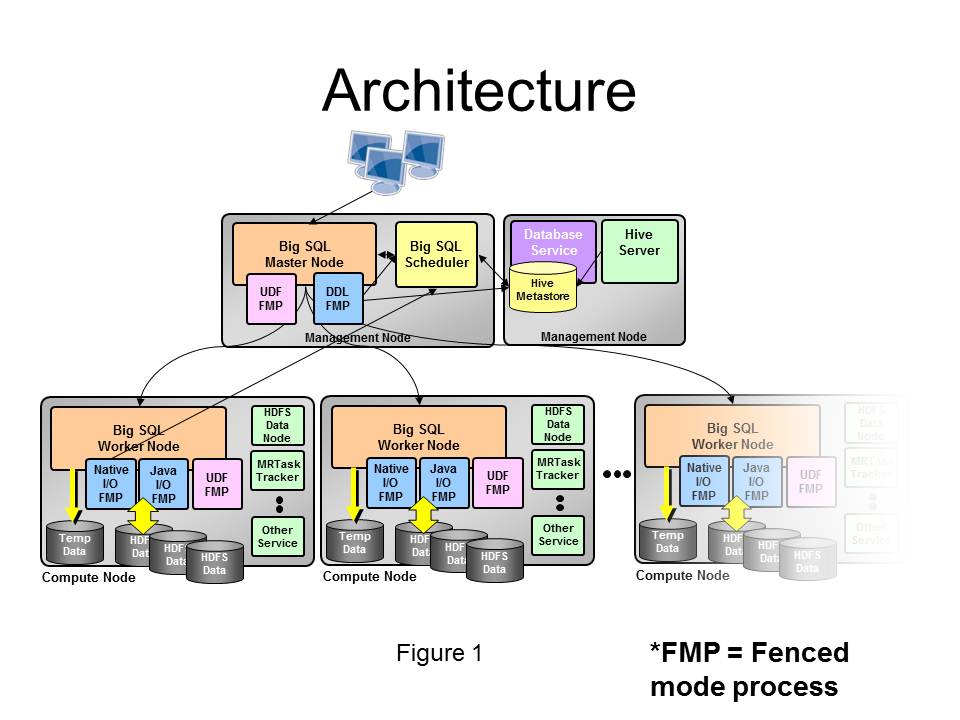 Architecture
Big SQL
Master Node
UDF
FMP
DDL
FMP
Big SQL
Scheduler
Management Node
Database
Service
Hive
Metastore
Hive
Server
Management Node
Big SQL
Worker Node
Native
I/O
FMP
Java
I/O
FMP
UDF
FMP
HDFS
Data
Node
MRTask
Tracker
Other
Service
Temp
Data
HDFS
Data
HDFS
Data
HDFS
Data
Compute Node
Big SQL
Worker Node
Native
I/O
FMP
Java
I/O
FMP
UDF
FMP
HDFS
Data
Node
MRTask
Tracker
Other
Service
Temp
Data
HDFS
Data
HDFS
Data
HDFS
Data
Compute Node
Big SQL
Worker Node
Native
I/O
FMP
Java
I/O
FMP
UDF
FMP
HDFS
Data
Node
MRTask
Tracker
Other
Service
Temp
Data
HDFS
Data
HDFS
Data
HDFS
Data
Compute Node
Figure 1
*FMP = Fenced
mode process